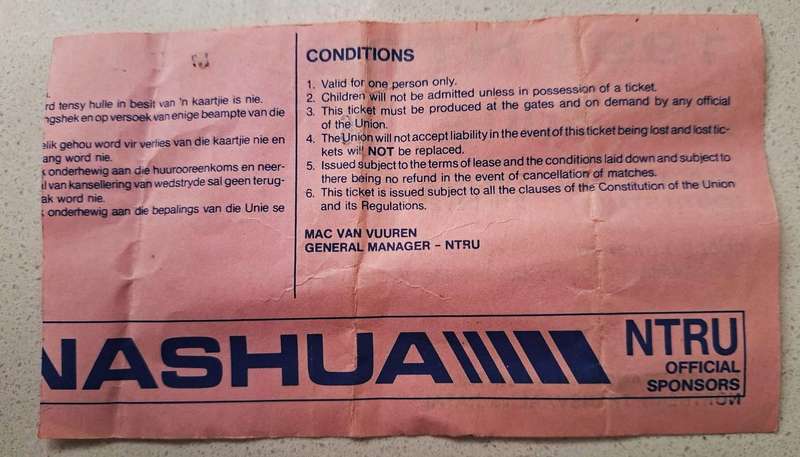 rd tensy hulle in besit van 'n kaartjie is nie.
ngshek en op versoek van enige beampte van die
elik gehou word vir verlies van die kaartjie nie en
ang word nie.
onderhewig aan die huurooreenkoms en neer-
al van kansellering van wedstryde sal geen terug-
ak word nie.
onderhewig aan die bepalings van die Unie se
CONDITIONS
1. Valid for one person only.
2. Children will not be admitted unless in possession of a ticket.
3. This ticket must be produced at the gates and on demand by any official
of the Union.
4. The Union will not accept liability in the event of this ticket being lost and lost tic-
kets will NOT be replaced.
5. Issued subject to the terms of lease and the conditions laid down and subject to
there being no refund in the event of cancellation of matches.
6. This ticket is issued subject to all the clauses of the Constitution of the Union
and its Regulations.
MAC VAN VUUREN
GENERAL MANAGER – NTRU
NASHUA
NTRU
OFFICIAL
SPONSORS